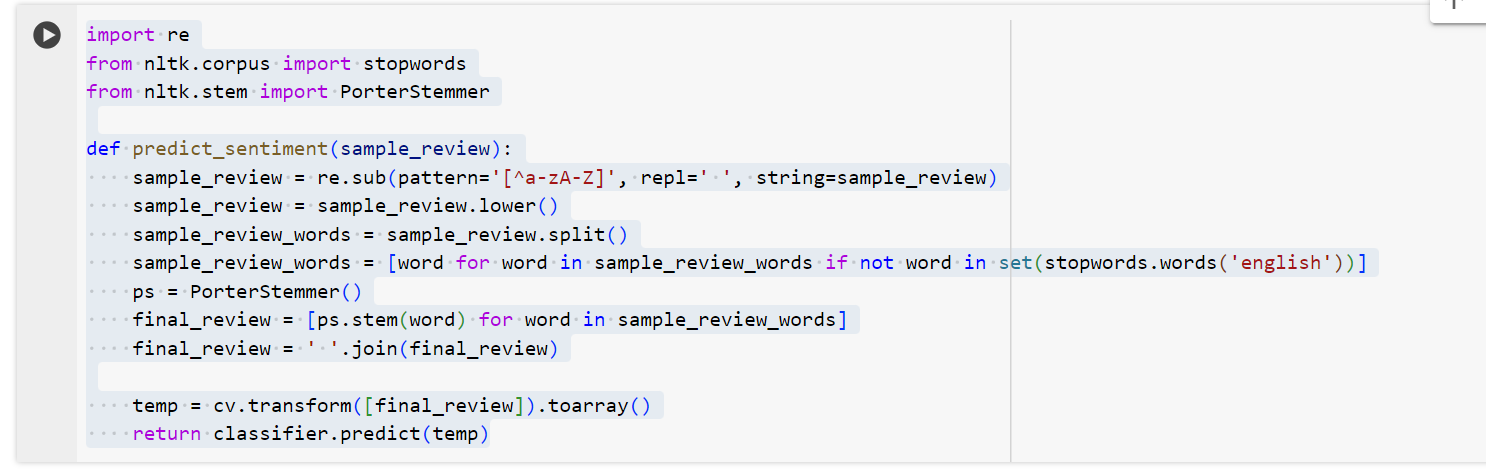 import re
from nltk.corpus import stopwords
from nltk.stem import PorterStemmer

def predict_sentiment(sample_review):
    sample_review = re.sub(pattern='[^a-zA-Z]', repl=' ', string=sample_review)
    sample_review = sample_review.lower()
    sample_review_words = sample_review.split()
    sample_review_words = [word for word in sample_review_words if not word in set(stopwords.words('english'))]
    ps = PorterStemmer()
    final_review = [ps.stem(word) for word in sample_review_words]
    final_review = ' '.join(final_review)

    temp = cv.transform([final_review]).toarray()
    return classifier.predict(temp)